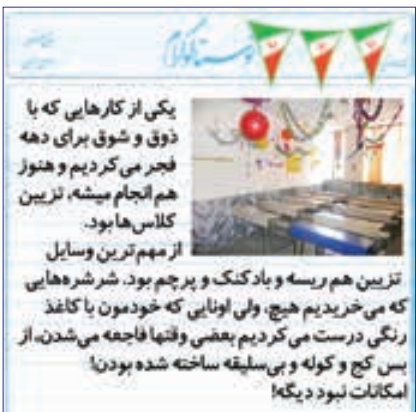 نوستالوگرام
یکی از کارهایی که با
ذوق و شوق برای دهه
فجر می‌کردیم و هنوز
هم انجام میشه، تزیین
کلاس‌ها بود.
از مهم‌ترین وسایل
تزیین هم ریسه و بادکنک و پرچم بود. شرشره‌هایی
که می‌خریدیم هیچ، ولی اونایی که خودمون با کاغذ
رنگی درست می‌کردیم بعضی وقتها فاجعه می‌شدن، از
بس کج و کوله و بی‌سلیقه ساخته شده بودن!
امکانات نبود دیگه!